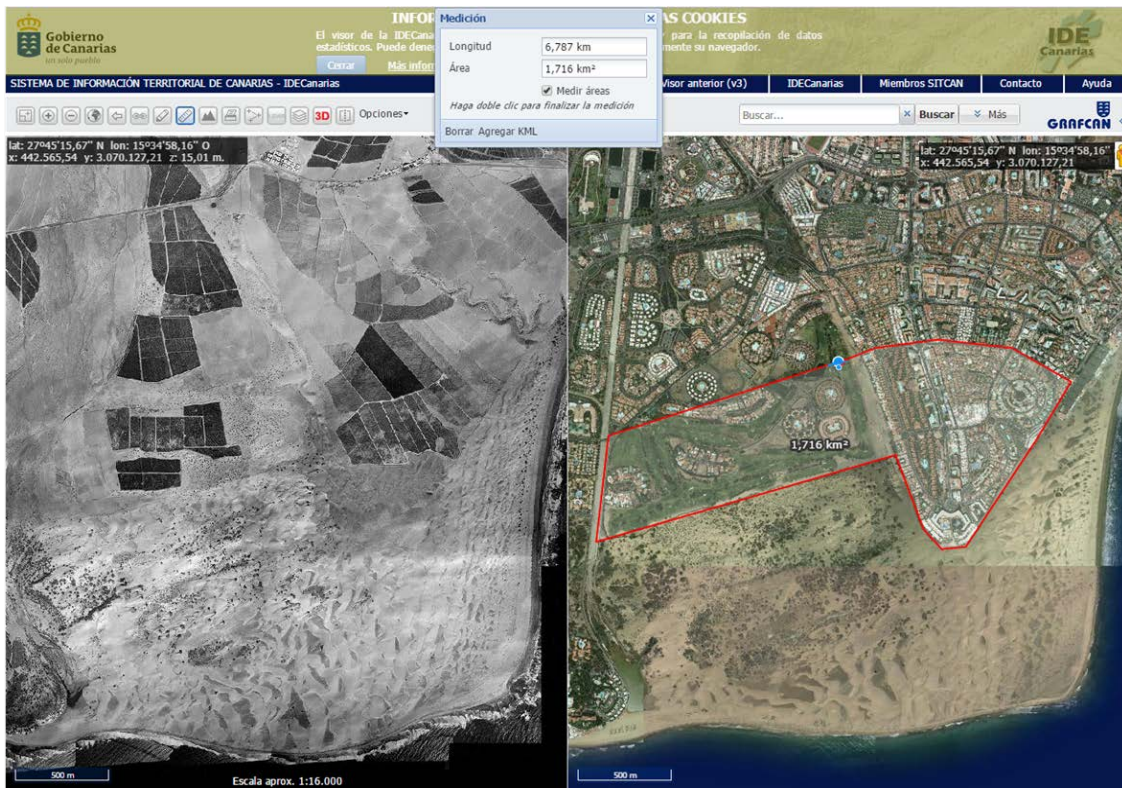 Gobierno
de Canarias
un solo pueblo
INFOR
AS COOKIES
El visor de la IDECana
para la recopilación de datos
estadísticos. Puede dene
mente su navegador.
Cerrar
Más infor
IDE
Canarias
Medición
Longitud
6,787 km
Área
1,716 km²
Medir áreas
Haga doble clic para finalizar la medición
Borrar Agregar KML
SISTEMA DE INFORMACIÓN TERRITORIAL DE CANARIAS - IDECanarias
Visor anterior (v3)
IDECanarias
Miembros SITCAN
Contacto
Ayuda
3D
Opciones
Buscar...
Buscar
Más
GRAFCAN
lat: 27º45'15,67'' N lon: 15º34'58,16'' O
x: 442.565,54 y: 3.070.127,21 z: 15,01 m.
lat: 27º45'15,67'' N lon: 15º34'58,16''
x: 442.565,54 y: 3.070.127,21
1,716 km²
500 m
Escala aprox. 1:16.000
500 m